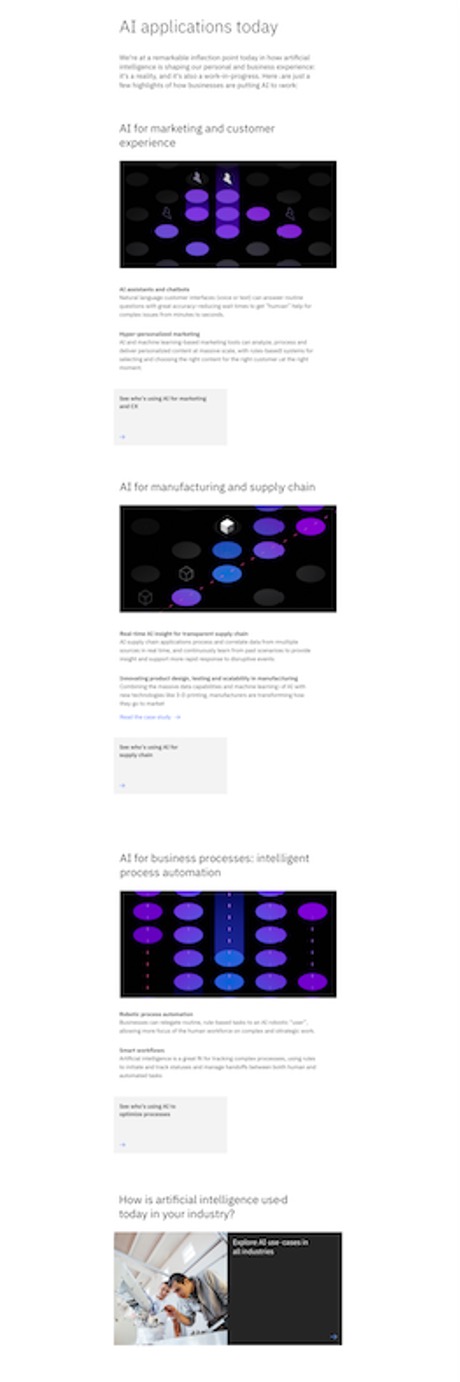 AI applications today
We're at a remarkable inflection point today in how artificial
intelligence is shaping our personal and business experience:
it's a reality, and it's also a work-in-progress. Here are just a
few highlights of how businesses are putting AI to work:
AI for marketing and customer
experience
AI assistants and chatbots
Natural language customer interfaces (voice or text) can answer routine
questions with great accuracy–reducing wait times to get "human" help for
complex issues from minutes to seconds.
Hyper-personalized marketing
AI and machine learning-based marketing tools can analyze, process and
deliver personalized content at massive scale, with rules-based systems for
selecting and choosing the right content for the right customer at the right
moment.
See who's using AI for marketing
and CX
AI for manufacturing and supply chain
Real-time AI insight for transparent supply chain
AI supply chain applications process and correlate data from multiple
sources in real time, and continuously learn from past scenarios to provide
insight and support more rapid response to disruptive events.
Innovating product design, testing and scalability in manufacturing
Combining the massive data capabilities and machine learning of AI with
new technologies like 3-D printing, manufacturers are transforming how
they go to market
Read the case study
See who's using AI for
supply chain
AI for business processes: intelligent
process automation
Robotic process automation
Businesses can relegate routine, rule-based tasks to an AI robotic "user",
allowing more focus of the human workforce on complex and strategic work.
Smart workflows
Artificial intelligence is a great fit for tracking complex processes, using rules
to initiate and track statuses and manage handoffs between both human and
automated tasks
See who's using AI to
optimize processes
How is artificial intelligence used
today in your industry?
Explore AI use-cases in
all industries